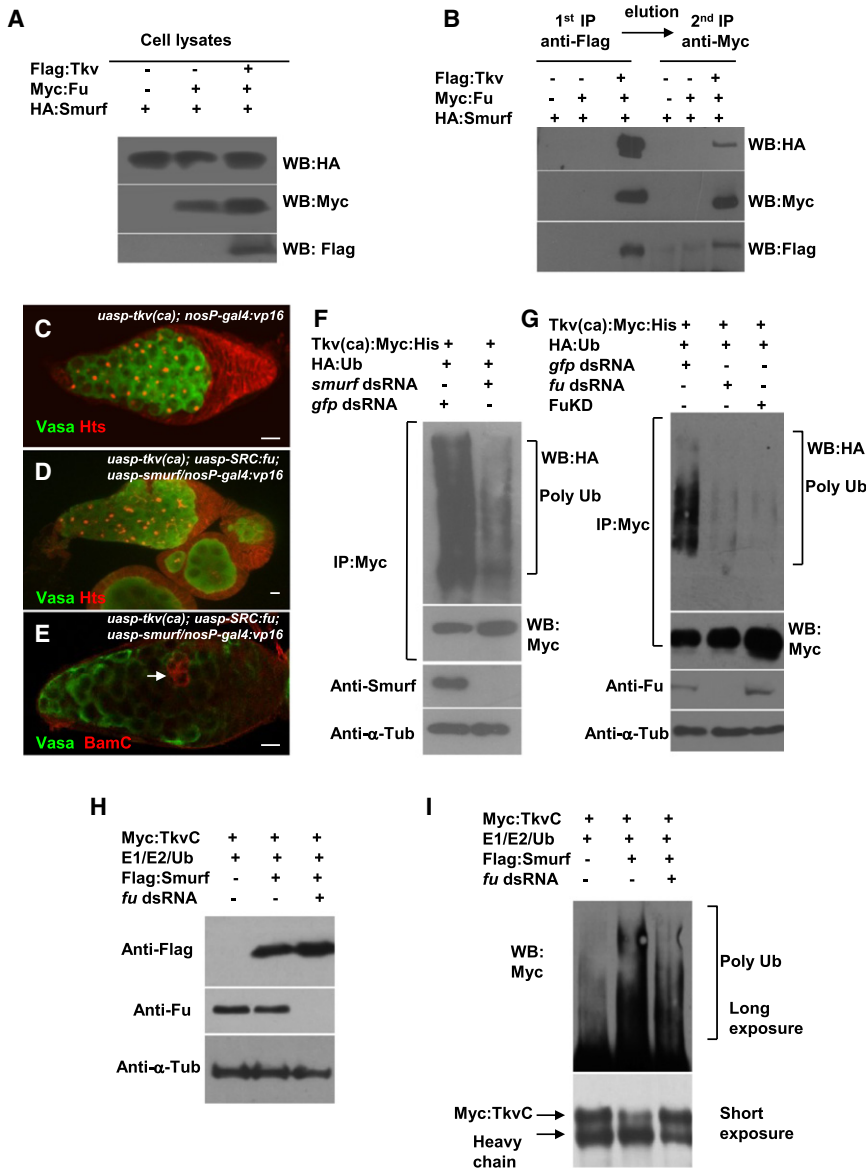 A
Cell lysates
Flag:Tkv - - +
Myc:Fu - + +
HA:Smurf + + +
WB:HA
WB:Myc
WB: Flag
B
1st IP
anti-Flag
elution
2nd IP
anti-Myc
Flag:Tkv - - + - - +
Myc:Fu - + + - + +
HA:Smurf + + + + + +
WB:HA
WB:Myc
WB:Flag
C
uasp-tkv(ca); nosP-gal4:vp16
Vasa Hts
D
uasp-tkv(ca); uasp-SRC:fu;
uasp-smurf/nosP-gal4:vp16
Vasa Hts
E
uasp-tkv(ca); uasp-SRC:fu;
uasp-smurf/nosP-gal4:vp16
Vasa BamC
F
Tkv(ca):Myc:His + +
HA:Ub + +
smurf dsRNA - +
gfp dsRNA + -
WB:HA
Poly Ub
IP:Myc
WB:
Myc
Anti-Smurf
Anti-α-Tub
G
Tkv(ca):Myc:His + + +
HA:Ub + + +
gfp dsRNA + - -
fu dsRNA - + -
FuKD - - +
WB:HA
Poly Ub
IP:Myc
WB:
Myc
Anti-Fu
Anti-α-Tub
H
Myc:TkvC + + +
E1/E2/Ub + + +
Flag:Smurf - + +
fu dsRNA - - +
Anti-Flag
Anti-Fu
Anti-α-Tub
I
Myc:TkvC + + +
E1/E2/Ub + + +
Flag:Smurf - + +
fu dsRNA - - +
WB:
Myc
Poly Ub
Long
exposure
Myc:TkvC
Heavy
chain
Short
exposure